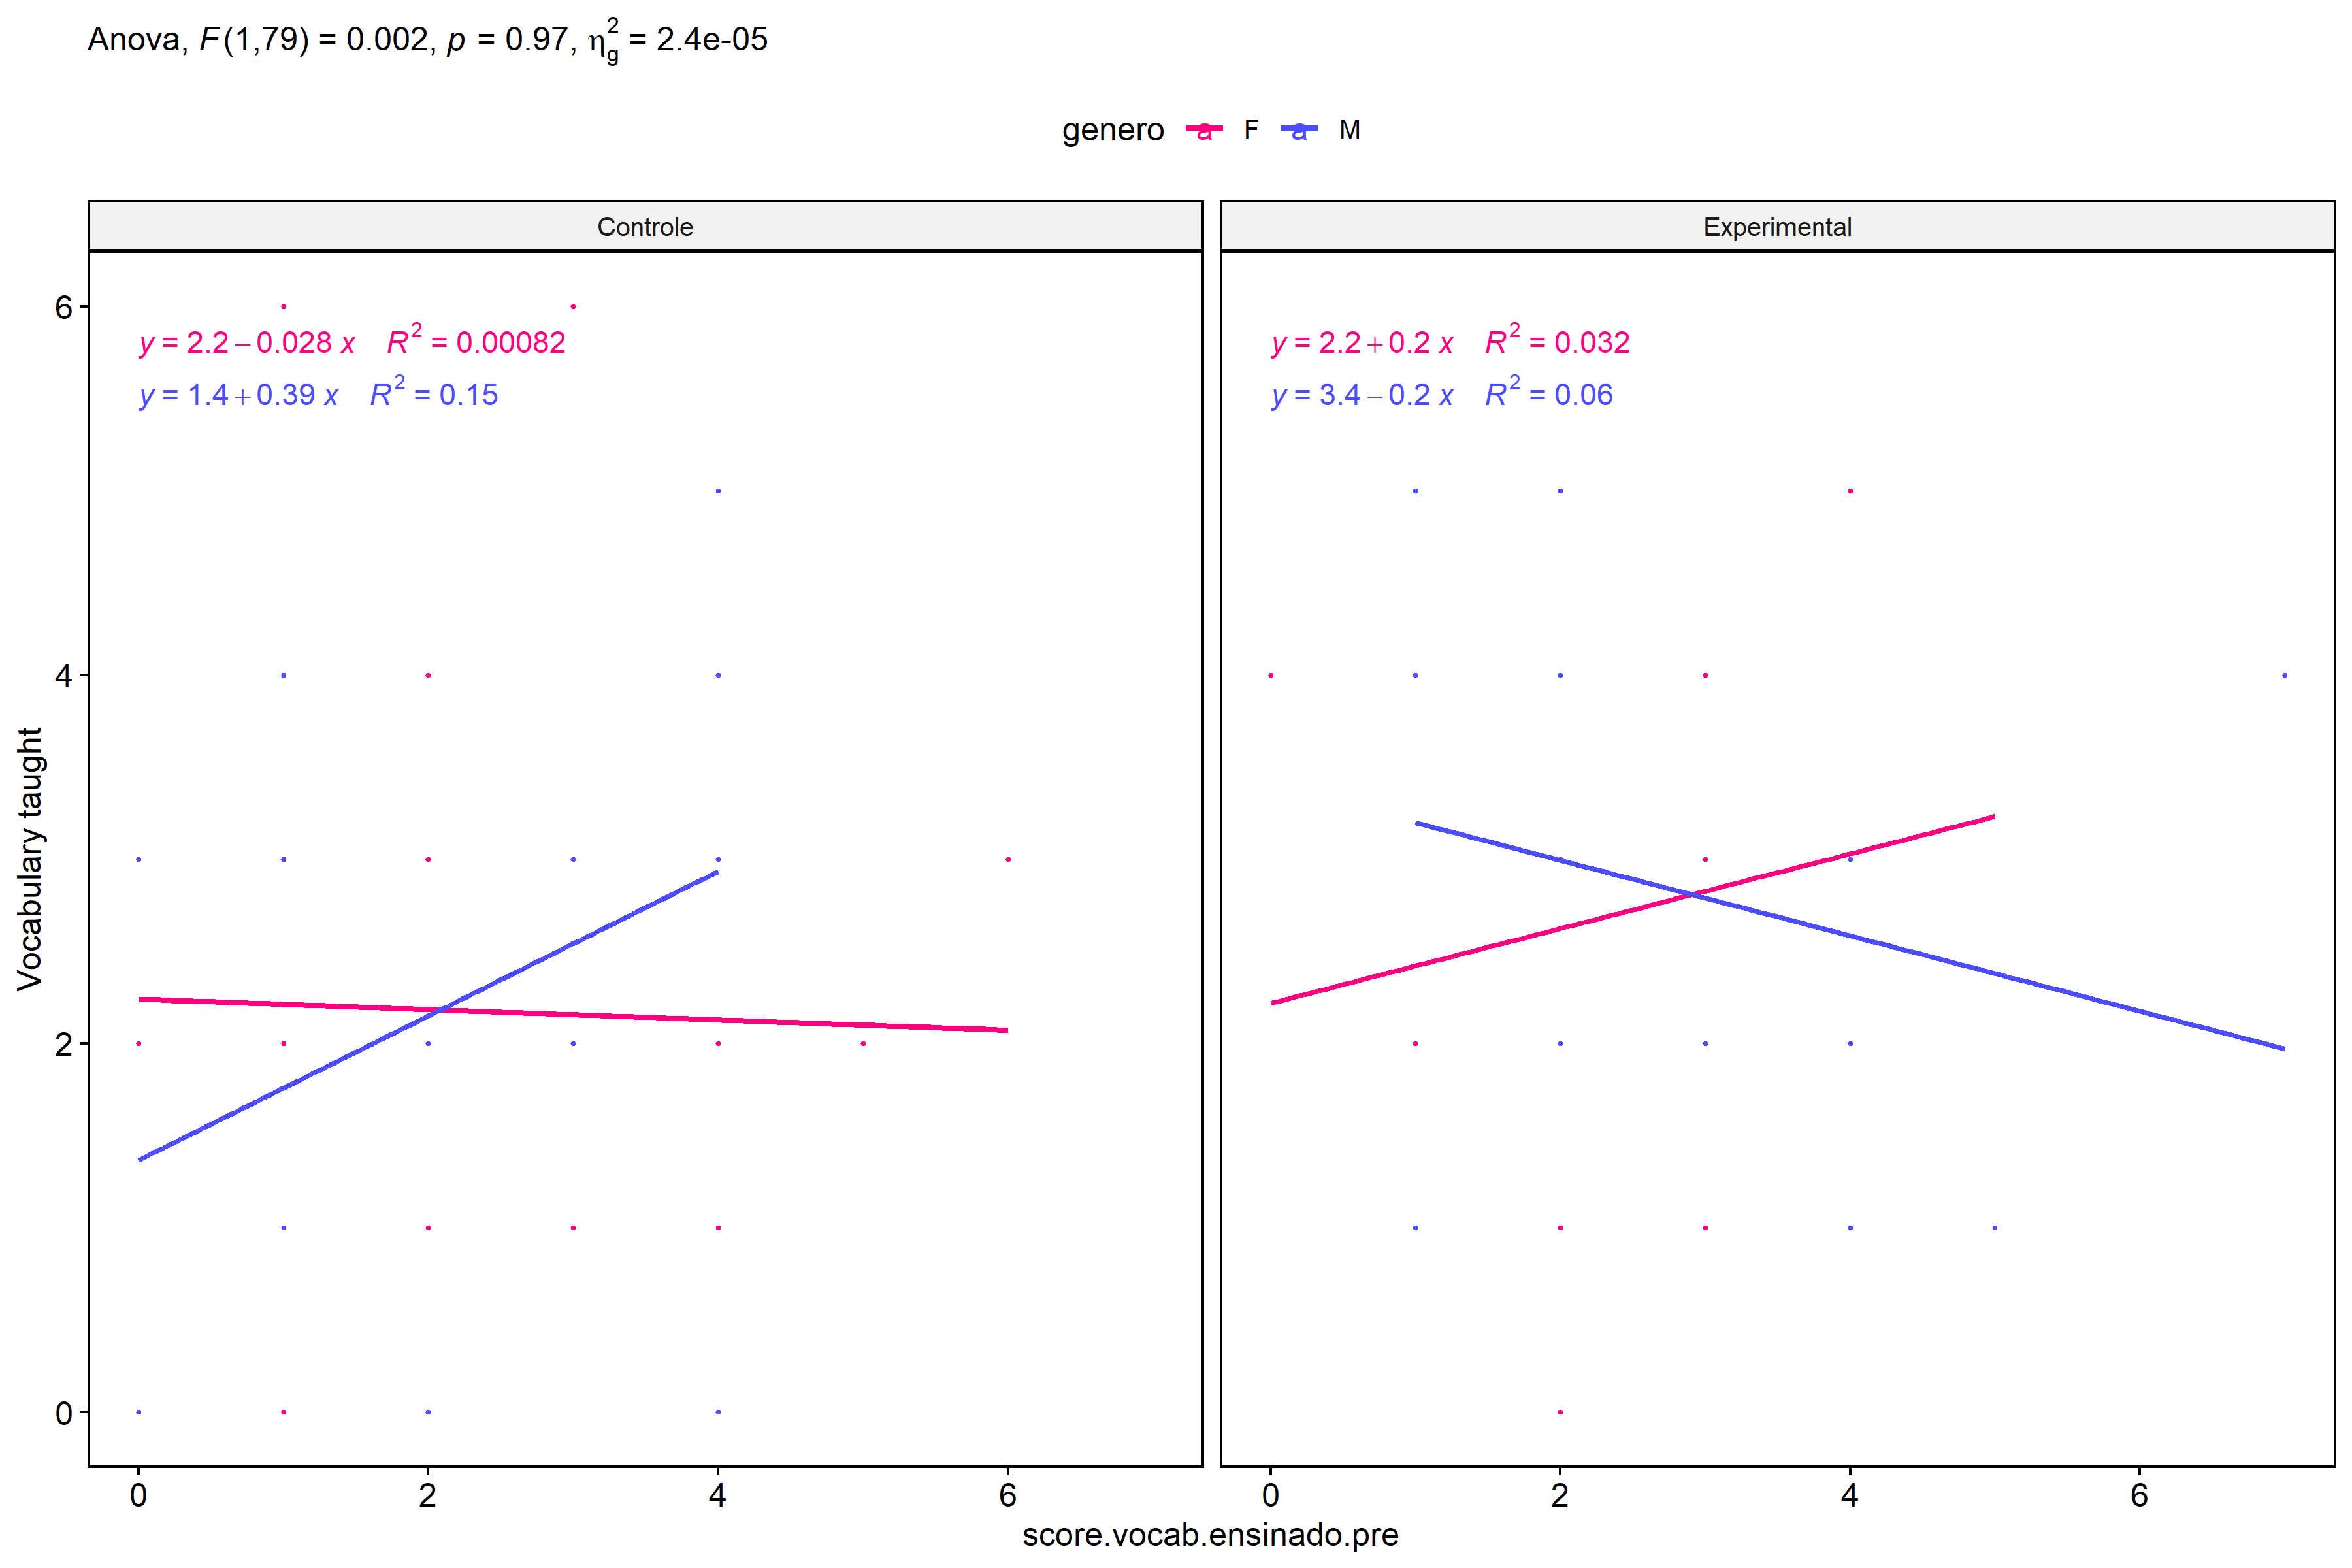 Anova, F(1,79) = 0.002, p = 0.97, η²g = 2.4e-05
genero a F a M
Controle
Experimental
y = 2.2 − 0.028 x R² = 0.00082
y = 1.4 + 0.39 x R² = 0.15
y = 2.2 + 0.2 x R² = 0.032
y = 3.4 − 0.2 x R² = 0.06
Vocabulary taught
6
4
2
0
0 2 4 6
0 2 4 6
score.vocab.ensinado.pre